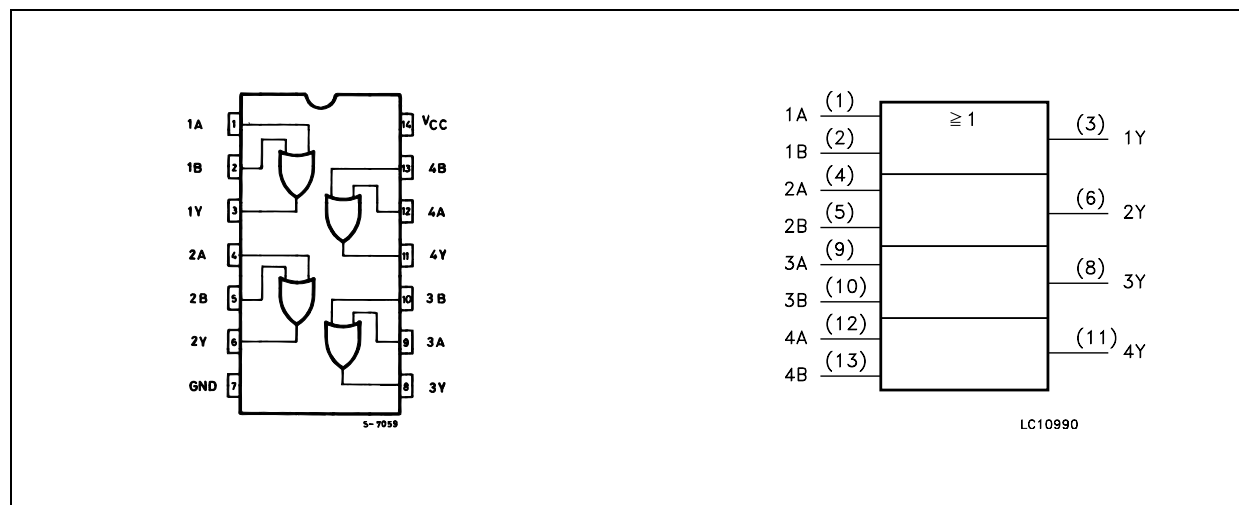 1A 1 14 VCC
1B 2 13 4B
1Y 3 12 4A
2A 4 11 4Y
2B 5 10 3B
2Y 6 9 3A
GND 7 8 3Y
S-7059
1A (1) ≧ 1
(3) 1Y
1B (2)
2A (4)
(6) 2Y
2B (5)
3A (9)
(8) 3Y
3B (10)
4A (12)
(11) 4Y
4B (13)
LC10990